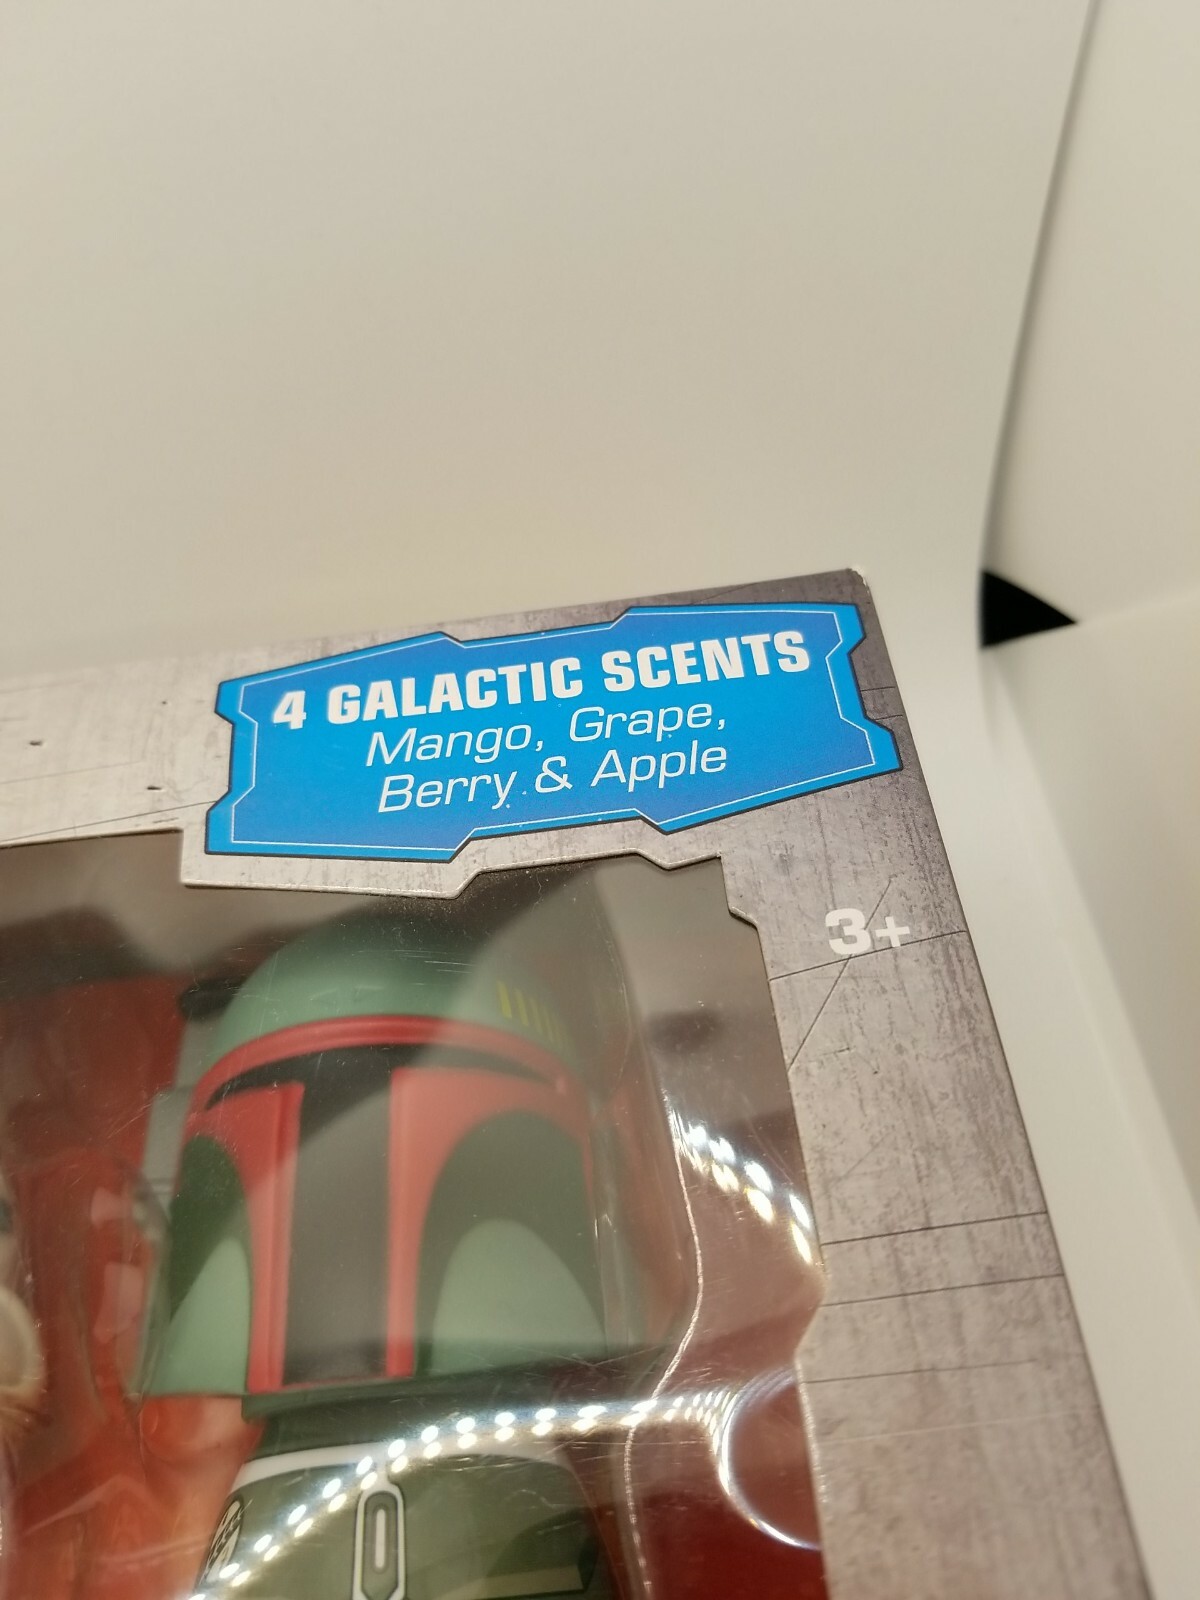 4 GALACTIC SCENTS
Mango, Grape,
Berry & Apple
3+